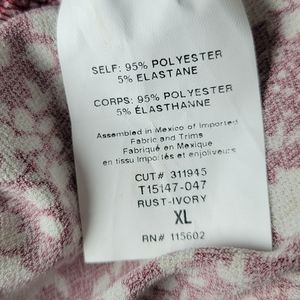 SELF: 95% POLYESTER
5% ELASTANE
CORPS: 95% POLYESTER
5% ÉLASTHANNE
Assembled in Mexico of Imported
Fabric and Trims
Fabriqué en Mexique
en tissu importés et enjoliveurs
CUT# 311945
T15147-047
RUST-IVORY
XL
RN# 115602